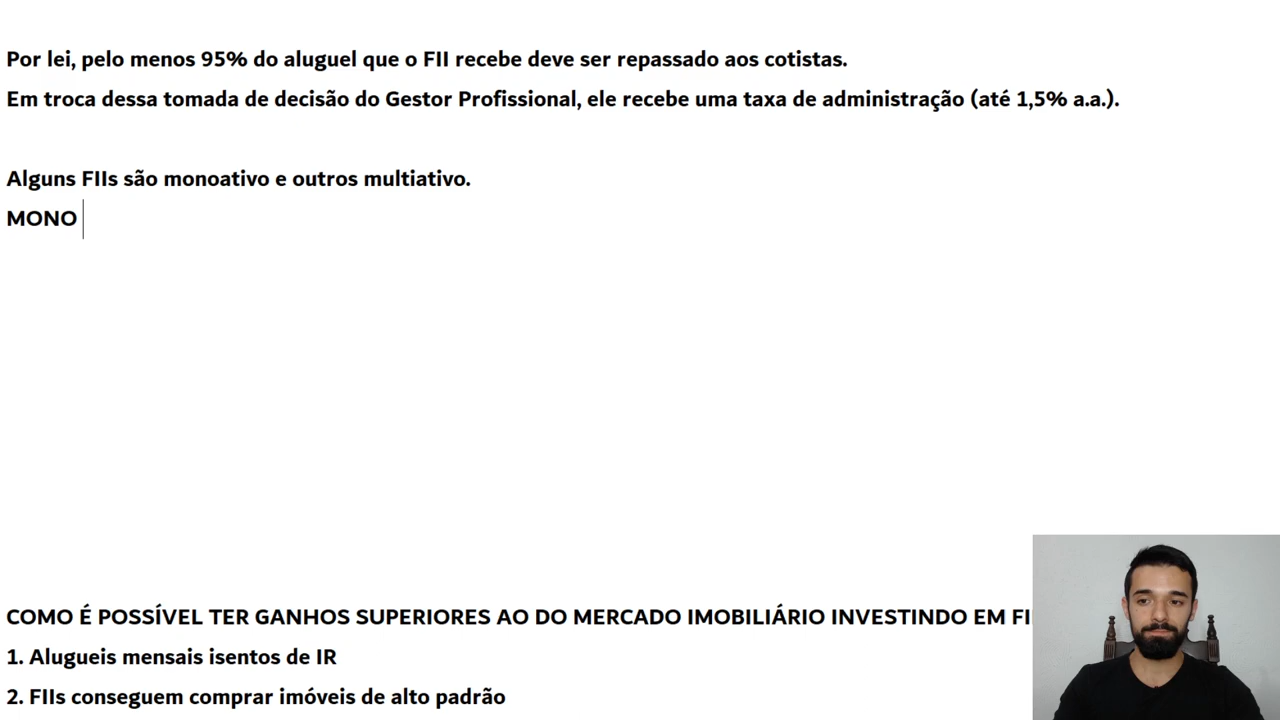 Por lei, pelo menos 95% do aluguel que o FII recebe deve ser repassado aos cotistas.
Em troca dessa tomada de decisão do Gestor Profissional, ele recebe uma taxa de administração (até 1,5% a.a.).
Alguns FIIs são monoativo e outros multiativo.
MONO
COMO É POSSÍVEL TER GANHOS SUPERIORES AO DO MERCADO IMOBILIÁRIO INVESTINDO EM
1. Alugueis mensais isentos de IR
2. FIIs conseguem comprar imóveis de alto padrão